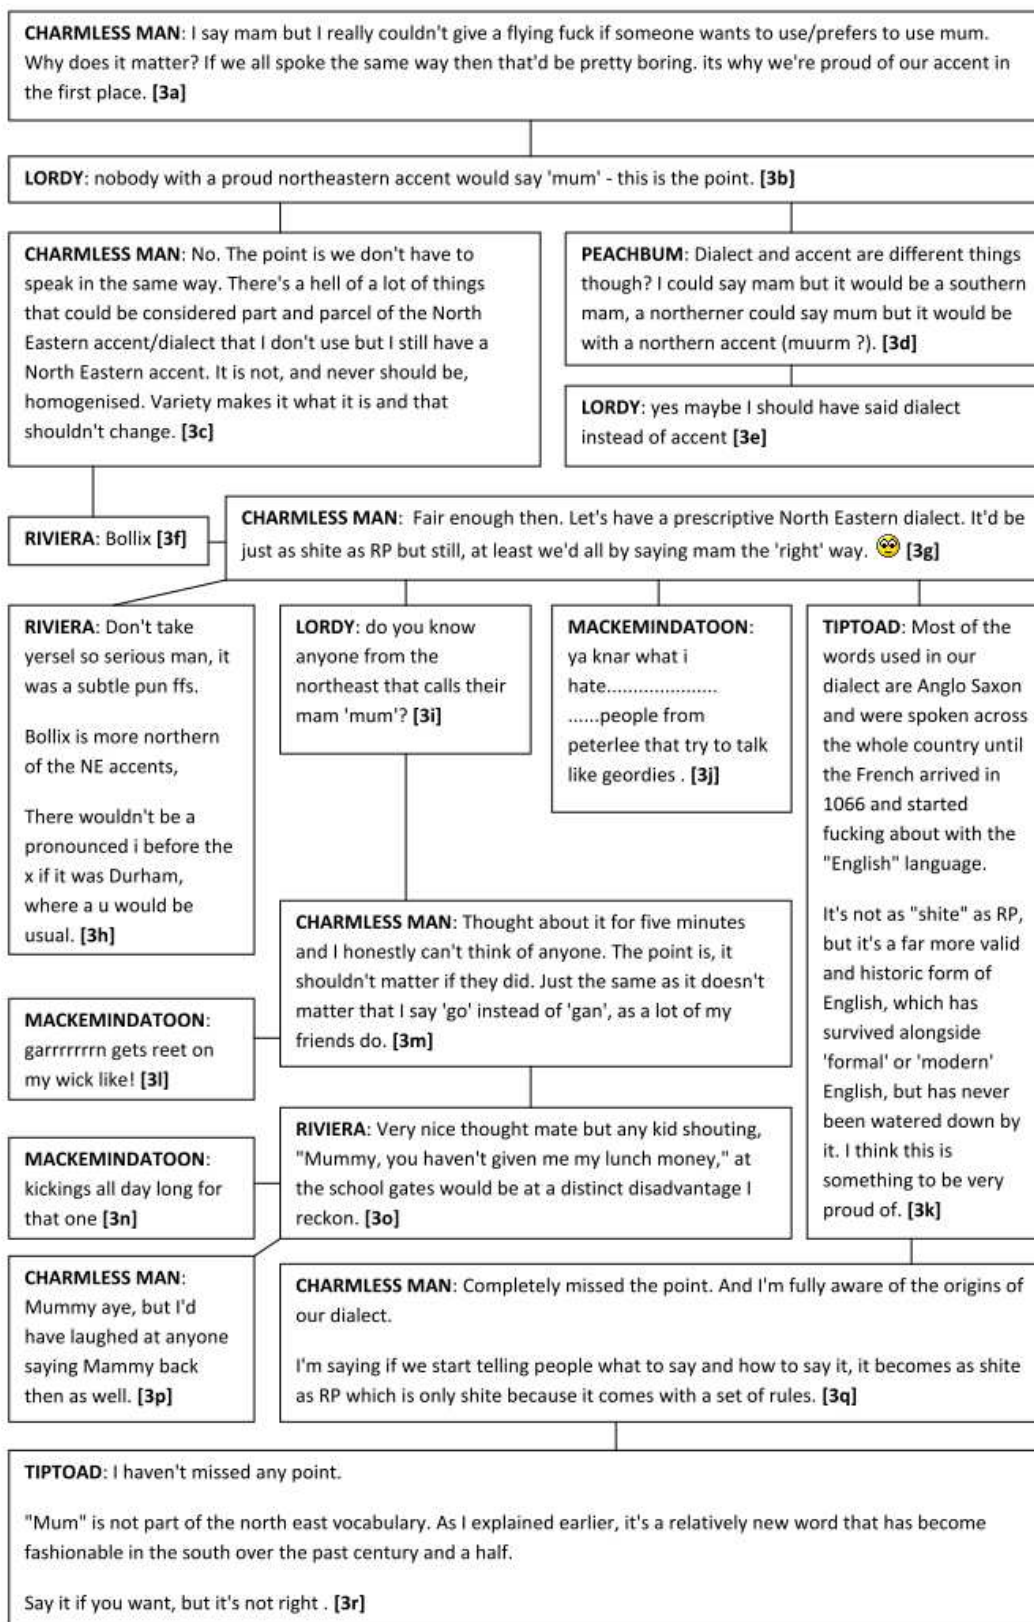 CHARMLESS MAN: I say mam but I really couldn't give a flying fuck if someone wants to use/prefers to use mum.
Why does it matter? If we all spoke the same way then that'd be pretty boring. its why we're proud of our accent in
the first place. [3a]
LORDY: nobody with a proud northeastern accent would say 'mum' - this is the point. [3b]
CHARMLESS MAN: No. The point is we don't have to
speak in the same way. There's a hell of a lot of things
that could be considered part and parcel of the North
Eastern accent/dialect that I don't use but I still have a
North Eastern accent. It is not, and never should be,
homogenised. Variety makes it what it is and that
shouldn't change. [3c]
PEACHBUM: Dialect and accent are different things
though? I could say mam but it would be a southern
mam, a northerner could say mum but it would be
with a northern accent (muurm ?). [3d]
LORDY: yes maybe I should have said dialect
instead of accent [3e]
RIVIERA: Bollix [3f]
CHARMLESS MAN: Fair enough then. Let's have a prescriptive North Eastern dialect. It'd be
just as shite as RP but still, at least we'd all by saying mam the 'right' way. [3g]
RIVIERA: Don't take
yersel so serious man, it
was a subtle pun ffs.
Bollix is more northern
of the NE accents,
There wouldn't be a
pronounced i before the
x if it was Durham,
where a u would be
usual. [3h]
LORDY: do you know
anyone from the
northeast that calls their
mam 'mum'? [3i]
MACKEMINDATOON:
ya knar what i
hate.....................
......people from
peterlee that try to talk
like geordies . [3j]
TIPTOAD: Most of the
words used in our
dialect are Anglo Saxon
and were spoken across
the whole country until
the French arrived in
1066 and started
fucking about with the
"English" language.
It's not as "shite" as RP,
but it's a far more valid
and historic form of
English, which has
survived alongside
'formal' or 'modern'
English, but has never
been watered down by
it. I think this is
something to be very
proud of. [3k]
CHARMLESS MAN: Thought about it for five minutes
and I honestly can't think of anyone. The point is, it
shouldn't matter if they did. Just the same as it doesn't
matter that I say 'go' instead of 'gan', as a lot of my
friends do. [3m]
MACKEMINDATOON:
garrrrrrrn gets reet on
my wick like! [3l]
RIVIERA: Very nice thought mate but any kid shouting,
"Mummy, you haven't given me my lunch money," at
the school gates would be at a distinct disadvantage I
reckon. [3o]
MACKEMINDATOON:
kickings all day long for
that one [3n]
CHARMLESS MAN:
Mummy aye, but I'd
have laughed at anyone
saying Mammy back
then as well. [3p]
CHARMLESS MAN: Completely missed the point. And I'm fully aware of the origins of
our dialect.
I'm saying if we start telling people what to say and how to say it, it becomes as shite
as RP which is only shite because it comes with a set of rules. [3q]
TIPTOAD: I haven't missed any point.
"Mum" is not part of the north east vocabulary. As I explained earlier, it's a relatively new word that has become
fashionable in the south over the past century and a half.
Say it if you want, but it's not right . [3r]